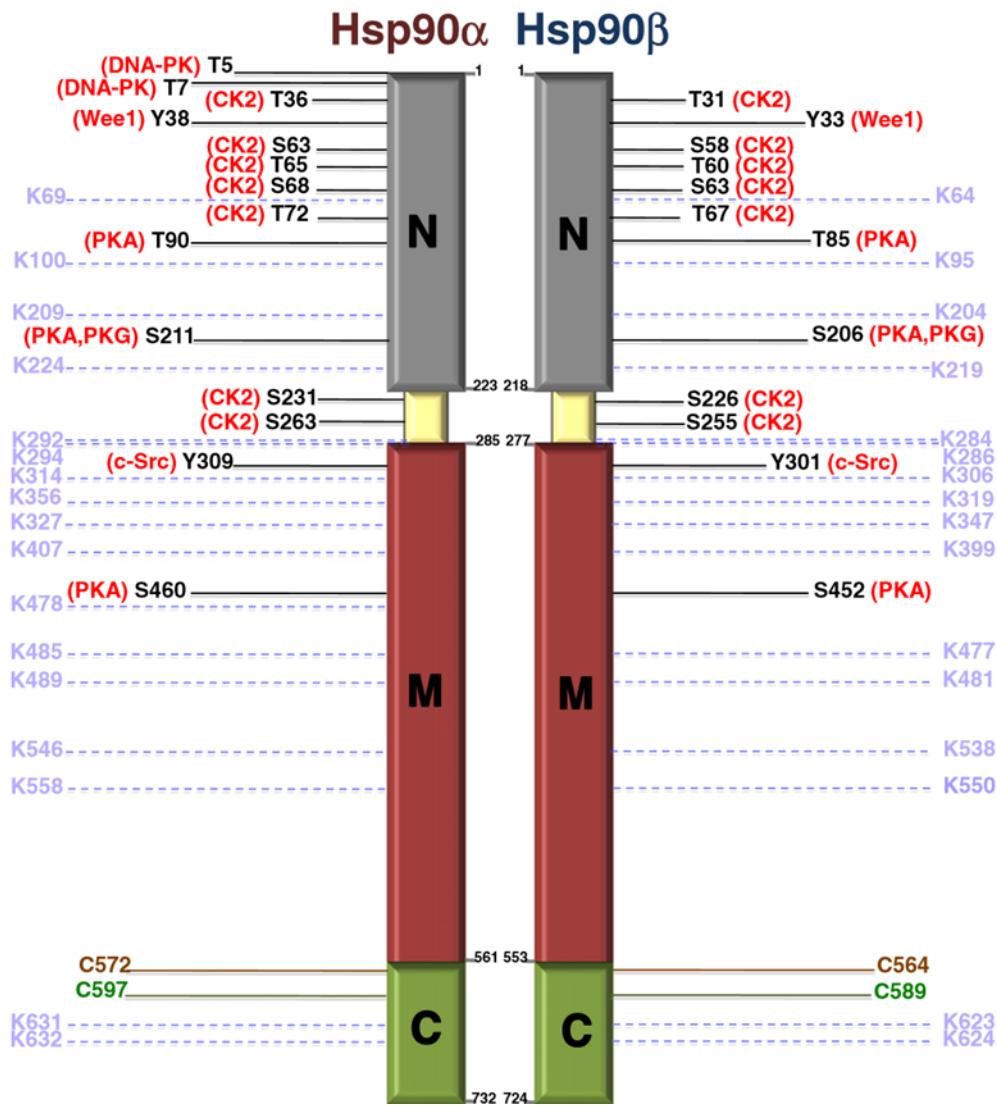 Hsp90α Hsp90β
(DNA-PK) T5 1 1
(DNA-PK) T7
(CK2) T36 T31 (CK2)
(Wee1) Y38 Y33 (Wee1)
(CK2) S63 S58 (CK2)
(CK2) T65 T60 (CK2)
(CK2) S68 S63 (CK2)
K69 K64
(CK2) T72 T67 (CK2)
N N
(PKA) T90 T85 (PKA)
K100 K95
K209 K204
(PKA,PKG) S211 S206 (PKA,PKG)
K224 K219
223 218
(CK2) S231 S226 (CK2)
(CK2) S263 S255 (CK2)
K292 285 277 K284
K294 K286
(c-Src) Y309 Y301 (c-Src)
K314 K306
K356 K319
K327 K347
K407 K399
(PKA) S460 S452 (PKA)
K478
K485 K477
K489 K481
M M
K546 K538
K558 K550
561 553
C572 C564
C597 C589
K631 K623
C C
K632 K624
732 724